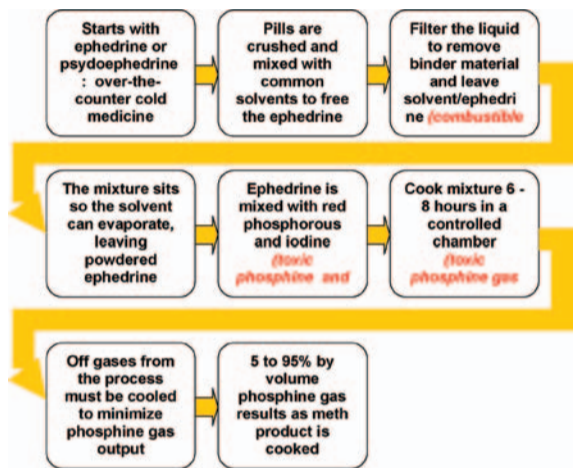 Starts with
ephedrine or
psydoephedrine
: over-the-
counter cold
medicine
Pills are
crushed and
mixed with
common
solvents to free
the ephedrine
Filter the liquid
to remove
binder material
and leave
solvent/ephedri
ne (combustible
The mixture sits
so the solvent
can evaporate,
leaving
powdered
ephedrine
Ephedrine is
mixed with red
phosphorous
and iodine
(toxic
phosphine and
Cook mixture 6 -
8 hours in a
controlled
chamber
(toxic
phosphine gas
Off gases from
the process
must be cooled
to minimize
phosphine gas
output
5 to 95% by
volume
phosphine gas
results as meth
product is
cooked